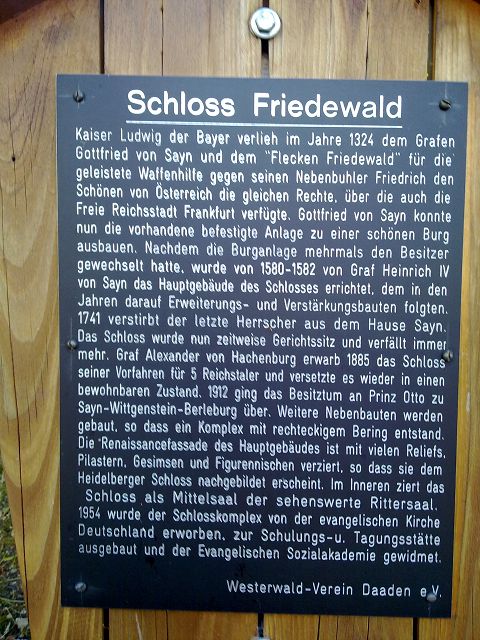 Schloss Friedewald
Kaiser Ludwig der Bayer verlieh im Jahre 1324 dem Grafen
Gottfried von Sayn und dem "Flecken Friedewald" für die
geleistete Waffenhilfe gegen seinen Nebenbuhler Friedrich den
Schönen von Österreich die gleichen Rechte, über die auch die
Freie Reichsstadt Frankfurt verfügte. Gottfried von Sayn konnte
nun die vorhandene befestigte Anlage zu einer schönen Burg
ausbauen. Nachdem die Burganlage mehrmals den Besitzer
gewechselt hatte, wurde von 1580-1582 von Graf Heinrich IV
von Sayn das Hauptgebäude des Schlosses errichtet, dem in den
Jahren darauf Erweiterungs- und Verstärkungsbauten folgten.
1741 verstirbt der letzte Herrscher aus dem Hause Sayn.
Das Schloss wurde nun zeitweise Gerichtssitz und verfällt immer
mehr. Graf Alexander von Hachenburg erwarb 1885 das Schloss
seiner Vorfahren für 5 Reichstaler und versetzte es wieder in einen
bewohnbaren Zustand. 1912 ging das Besitztum an Prinz Otto zu
Sayn-Wittgenstein-Berleburg über. Weitere Nebenbauten werden
gebaut, so dass ein Komplex mit rechteckigem Bering entstand.
Die Renaissancefassade des Hauptgebäudes ist mit vielen Reliefs,
Pilastern, Gesimsen und Figurennischen verziert, so dass sie dem
Heidelberger Schloss nachgebildet erscheint. Im Inneren ziert das
Schloss als Mittelsaal der sehenswerte Rittersaal.
1954 wurde der Schlosskomplex von der evangelischen Kirche
Deutschland erworben, zur Schulungs-u. Tagungsstätte
ausgebaut und der Evangelischen Sozialakademie gewidmet.
Westerwald-Verein Daaden e.V.